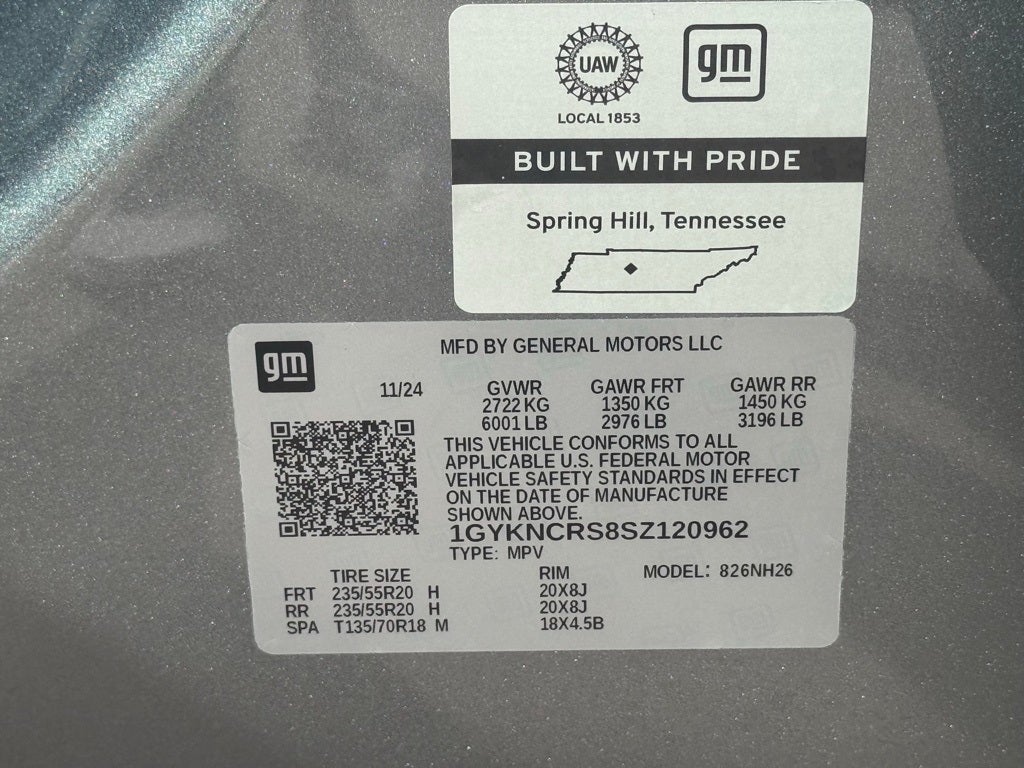 UAW
gm
LOCAL 1853
BUILT WITH PRIDE
Spring Hill, Tennessee
gm
MFD BY GENERAL MOTORS LLC
11/24 GVWR GAWR FRT GAWR RR
2722 KG 1350 KG 1450 KG
6001 LB 2976 LB 3196 LB
THIS VEHICLE CONFORMS TO ALL
APPLICABLE U.S. FEDERAL MOTOR
VEHICLE SAFETY STANDARDS IN EFFECT
ON THE DATE OF MANUFACTURE
SHOWN ABOVE.
1GYKNCRS8SZ120962
TYPE: MPV
TIRE SIZE RIM MODEL: 826NH26
FRT 235/55R20 H 20X8J
RR 235/55R20 H 20X8J
SPA T135/70R18 M 18X4.5B